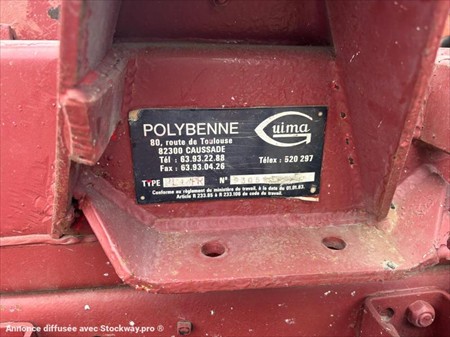 POLYBENNE
Guima
80, route de Toulouse
82300 CAUSSADE
Tél : 63.93.22.88
Fax : 63.93.04.26
Télex : 520 297
TYPE
N°
Conforme au règlement du ministère du travail, à la date du 01.01.93.
Article R 233.85 à R 233.106 du code du travail.
Annonce diffusée avec Stockway.pro ®